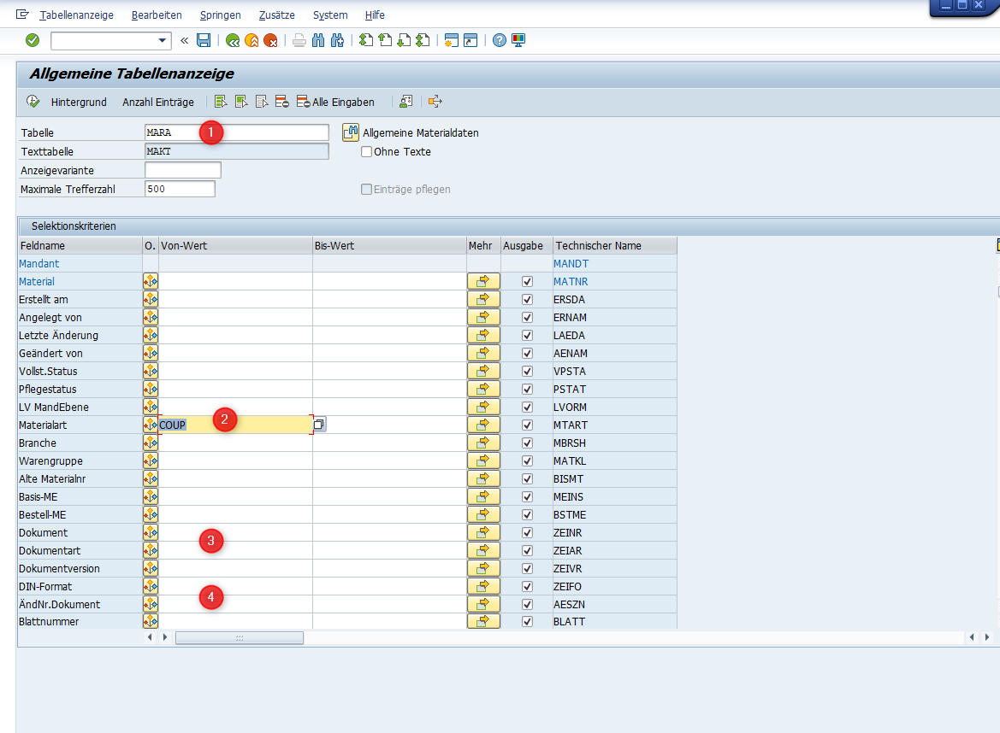 Tabellenanzeige Bearbeiten Springen Zusätze System Hilfe
Allgemeine Tabellenanzeige
Hintergrund Anzahl Einträge Alle Eingaben
Tabelle MARA 1 Allgemeine Materialdaten
Texttabelle MAKT Ohne Texte
Anzeigevariante
Maximale Trefferzahl 500 Einträge pflegen
Selektionskriterien
Feldname O. Von-Wert Bis-Wert Mehr Ausgabe Technischer Name
Mandant MANDT
Material MATNR
Erstellt am ERSDA
Angelegt von ERNAM
Letzte Änderung LAEDA
Geändert von AENAM
Vollst.Status VPSTA
Pflegestatus PSTAT
LV MandEbene LVORM
Materialart COUP 2 MTART
Branche MBRSH
Warengruppe MATKL
Alte Materialnr BISMT
Basis-ME MEINS
Bestell-ME BSTME
Dokument ZEINR
3
Dokumentart ZEIAR
Dokumentversion ZEIVR
DIN-Format ZEIFO
4
ÄndNr.Dokument AESZN
Blattnummer BLATT